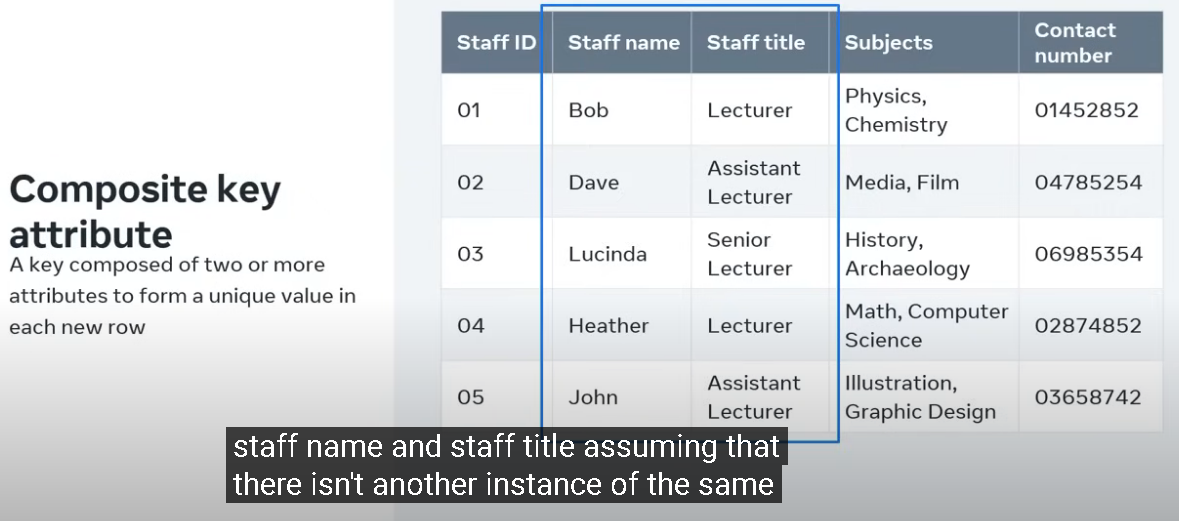 Composite key
attribute
A key composed of two or more
attributes to form a unique value in
each new row
Staff ID Staff name Staff title Subjects Contact number
01 Bob Lecturer Physics, Chemistry 01452852
02 Dave Assistant Lecturer Media, Film 04785254
03 Lucinda Senior Lecturer History, Archaeology 06985354
04 Heather Lecturer Math, Computer Science 02874852
05 John Assistant Lecturer Illustration, Graphic Design 03658742
staff name and staff title assuming that
there isn't another instance of the same